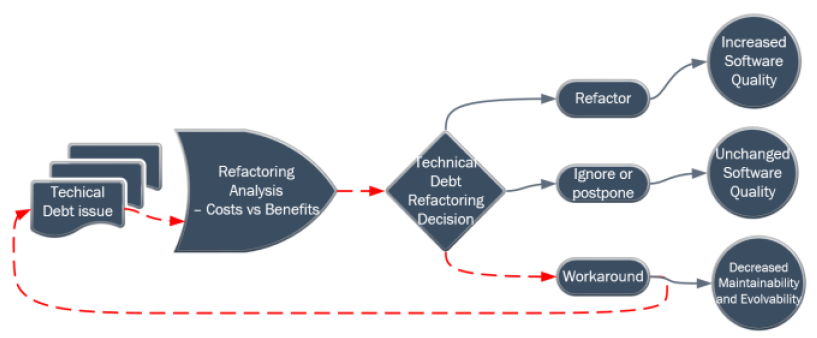 Techical
Debt issue
Refactoring
Analysis
– Costs vs Benefits
Technical
Debt
Refactoring
Decision
Refactor
Ignore or
postpone
Workaround
Increased
Software
Quality
Unchanged
Software
Quality
Decreased
Maintainability
and Evolvability